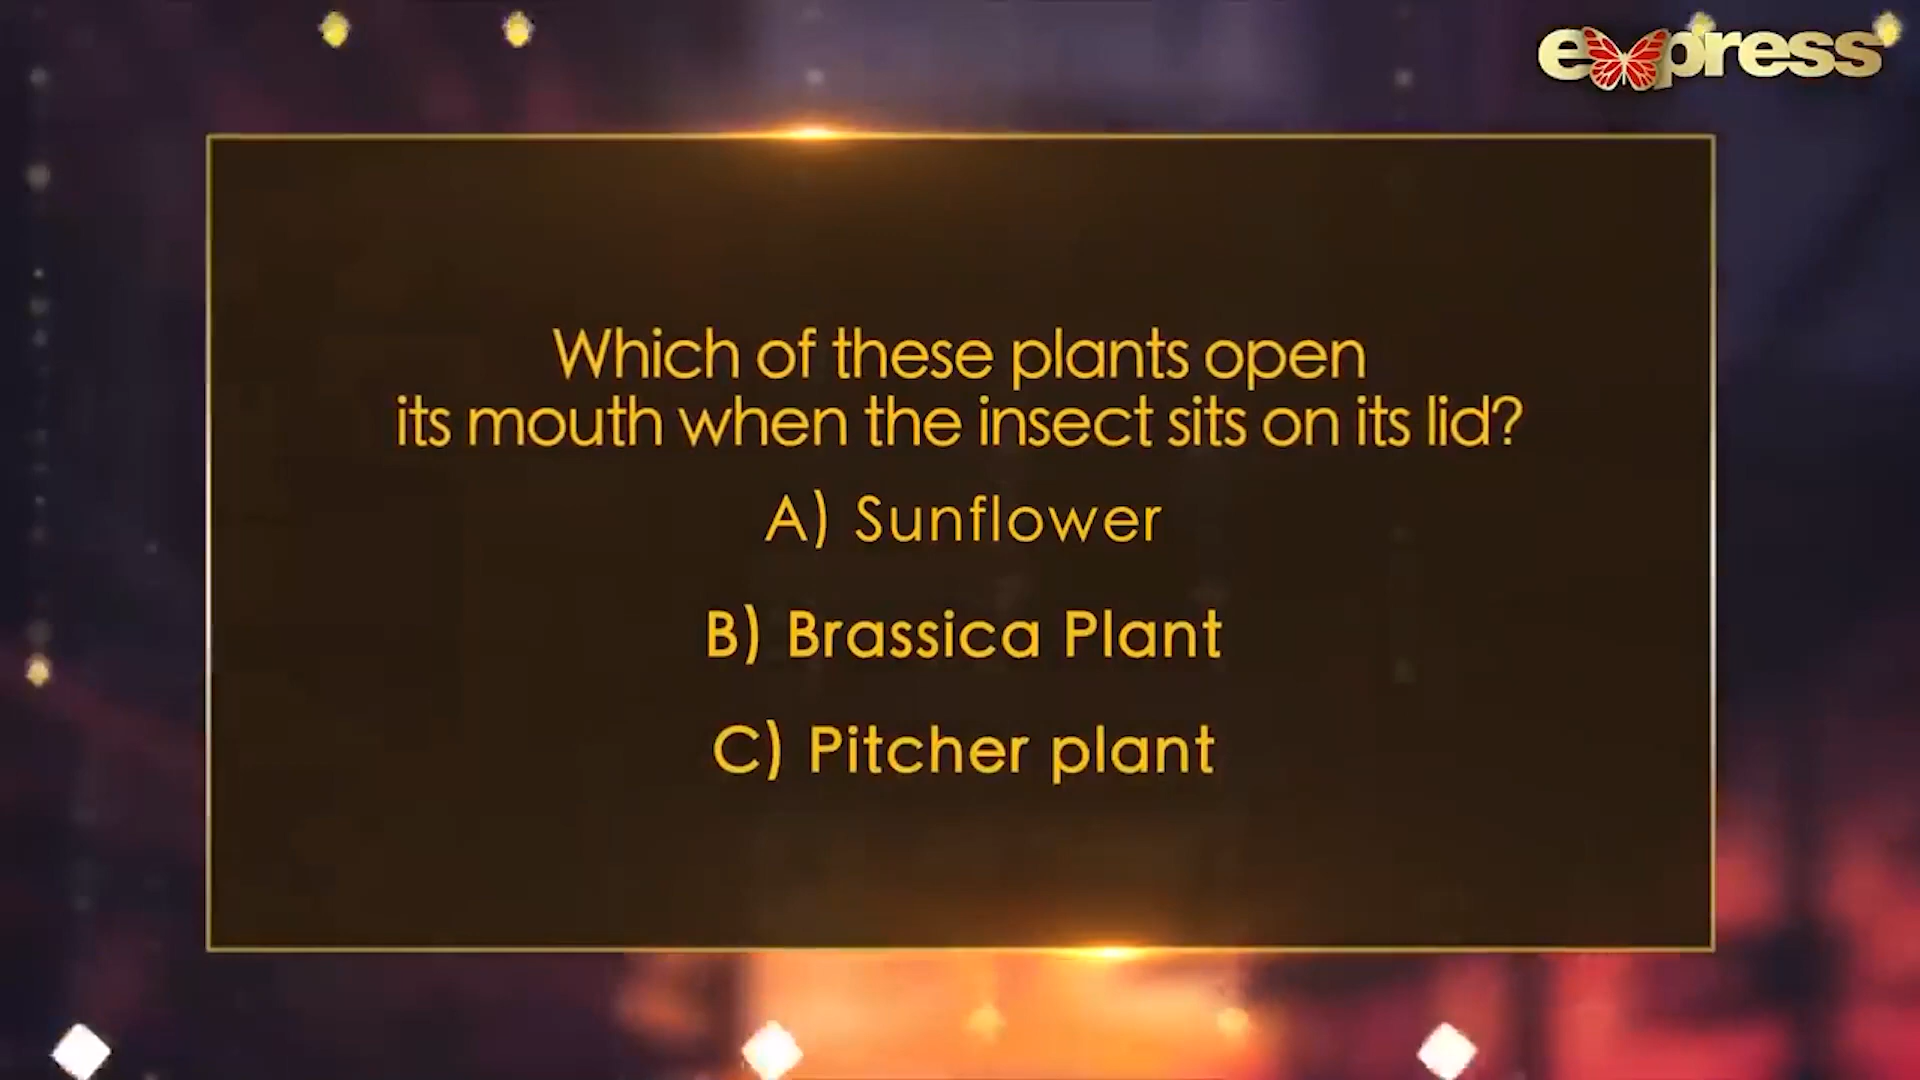 express
Which of these plants open
its mouth when the insect sits on its lid?
A) Sunflower
B) Brassica Plant
C) Pitcher plant